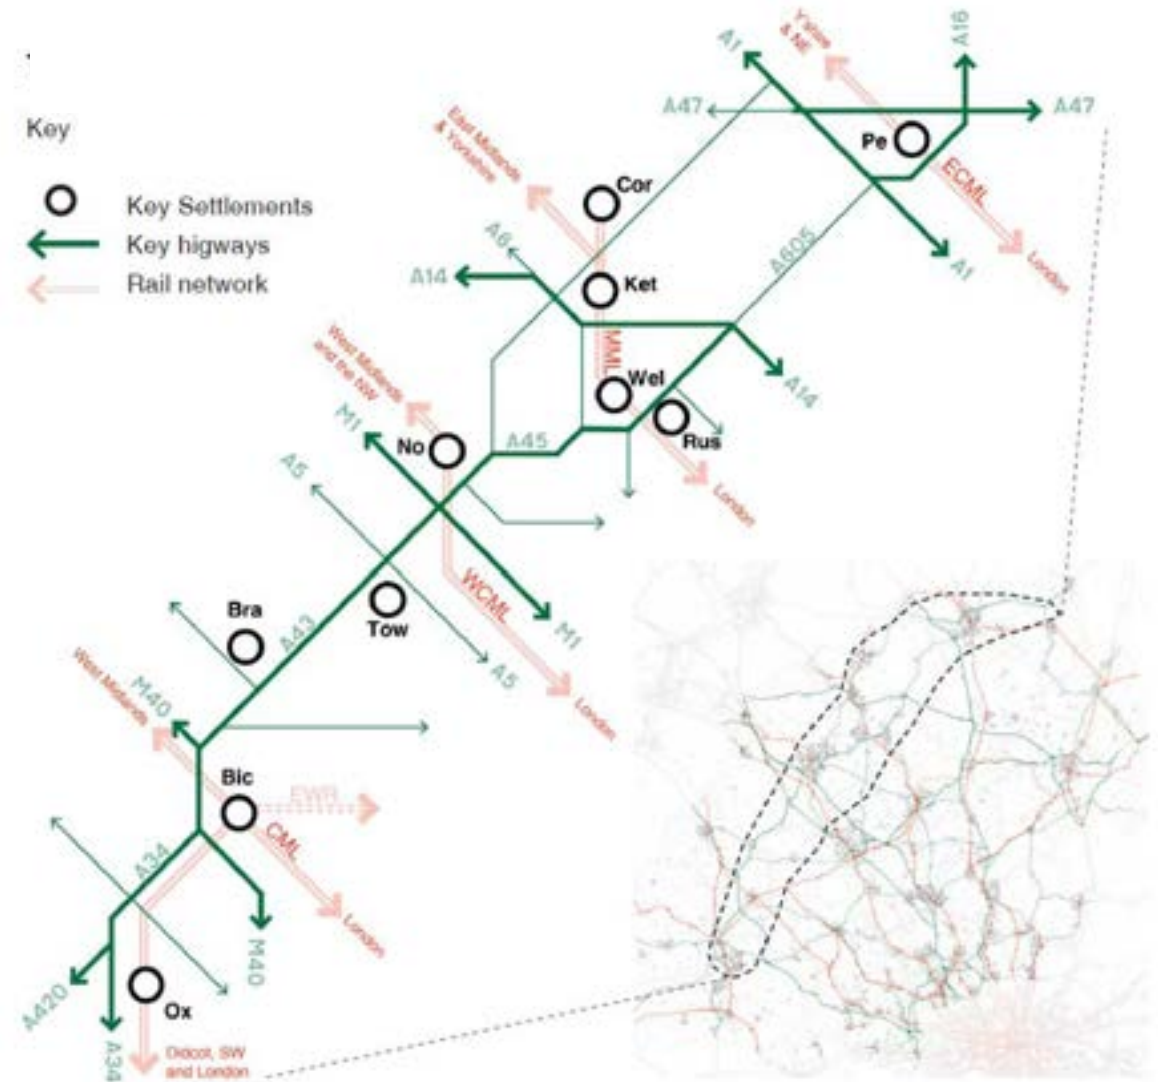 Key
Key Settlements
Key higways
Rail network
A1
Y'shire
& NE
A16
A47
A47
Pe
ECML
London
A1
A605
East Midlands
& Yorkshire
Cor
A6
A14
Ket
MML
Wel
Rus
A14
London
West Midlands
and the NW
M1
No
A45
A5
WCML
M1
London
Bra
A43
Tow
A5
West Midlands
M40
Bic
EWR
CML
London
A34
M40
A420
Ox
A34
Didcot, SW
and London